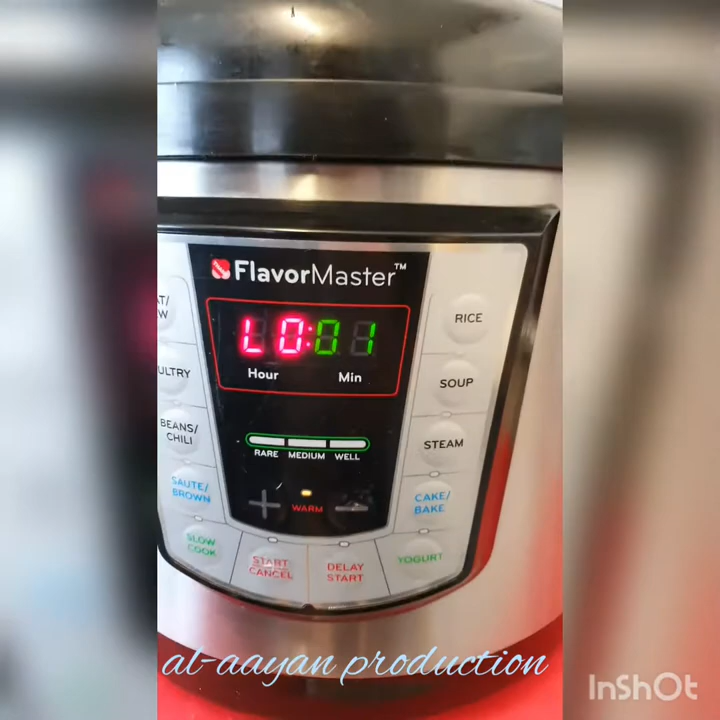 FlavorMaster™
L0:01
Hour Min
RARE MEDIUM WELL
WARM
BEANS/
CHILI
SAUTE/
BROWN
SLOW
COOK
START
CANCEL
DELAY
START
RICE
SOUP
STEAM
CAKE/
BAKE
YOGURT
al-aayan production
InShOt